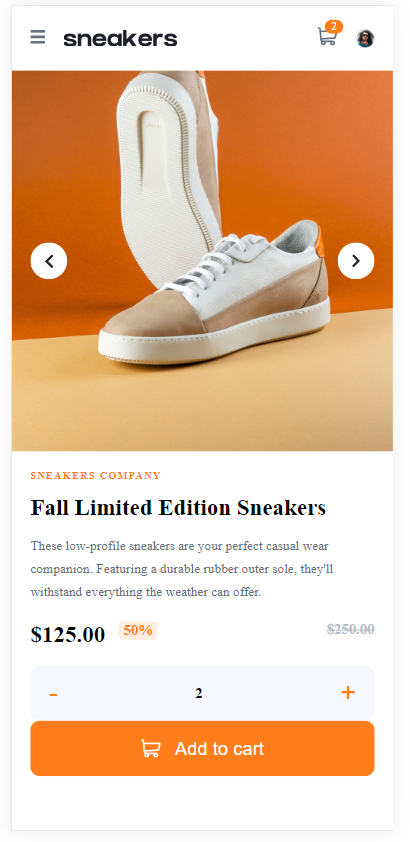 sneakers
2
SNEAKERS COMPANY
Fall Limited Edition Sneakers
These low-profile sneakers are your perfect casual wear
companion. Featuring a durable rubber outer sole, they'll
withstand everything the weather can offer.
$125.00 50% $250.00
- 2 +
Add to cart